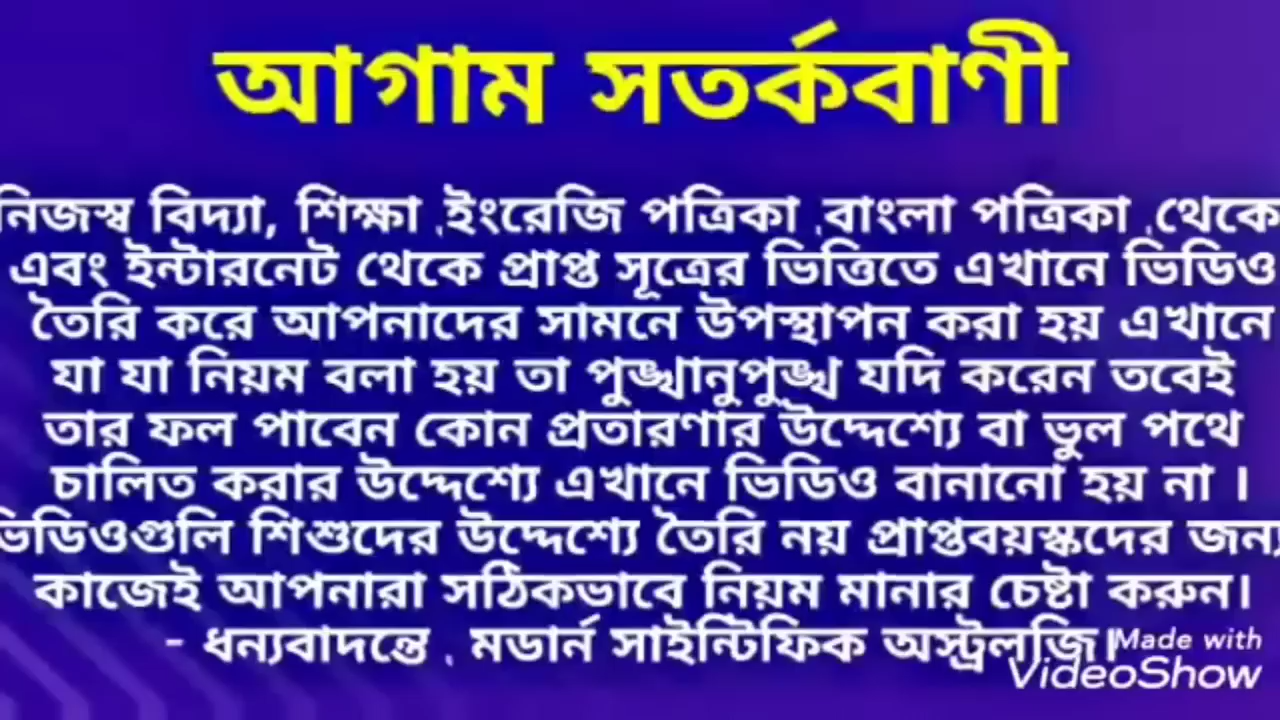 আগাম সতর্কবাণী
নিজস্ব বিদ্যা, শিক্ষা ,ইংরেজি পত্রিকা ,বাংলা পত্রিকা ,থেকে
এবং ইন্টারনেট থেকে প্রাপ্ত সূত্রের ভিত্তিতে এখানে ভিডিও
তৈরি করে আপনাদের সামনে উপস্থাপন করা হয় এখানে
যা যা নিয়ম বলা হয় তা পুঙ্খানুপুঙ্খ যদি করেন তবেই
তার ফল পাবেন কোন প্রতারণার উদ্দেশ্যে বা ভুল পথে
চালিত করার উদ্দেশ্যে এখানে ভিডিও বানানো হয় না ।
ভিডিওগুলি শিশুদের উদ্দেশ্যে তৈরি নয় প্রাপ্তবয়স্কদের জন্য
কাজেই আপনারা সঠিকভাবে নিয়ম মানার চেষ্টা করুন।
- ধন্যবাদন্তে , মডার্ন সাইন্টিফিক অস্ট্রলজি।
Made with
VideoShow